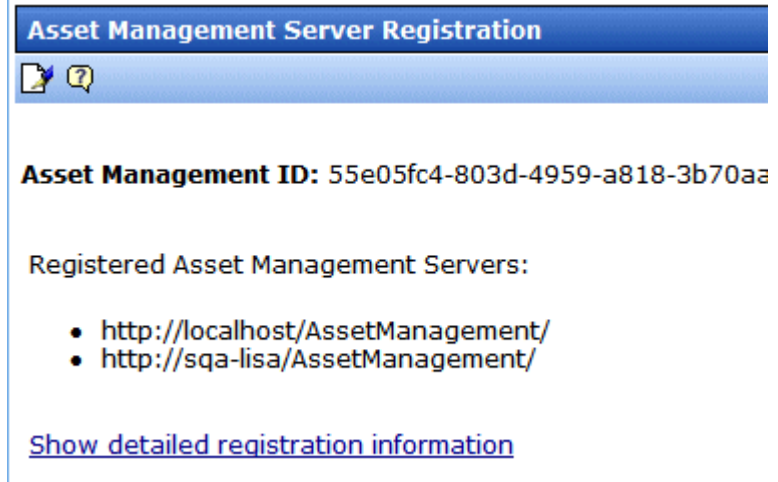 Asset Management Server Registration
Asset Management ID: 55e05fc4-803d-4959-a818-3b70aa
Registered Asset Management Servers:
• http://localhost/AssetManagement/
• http://sqa-lisa/AssetManagement/
Show detailed registration information